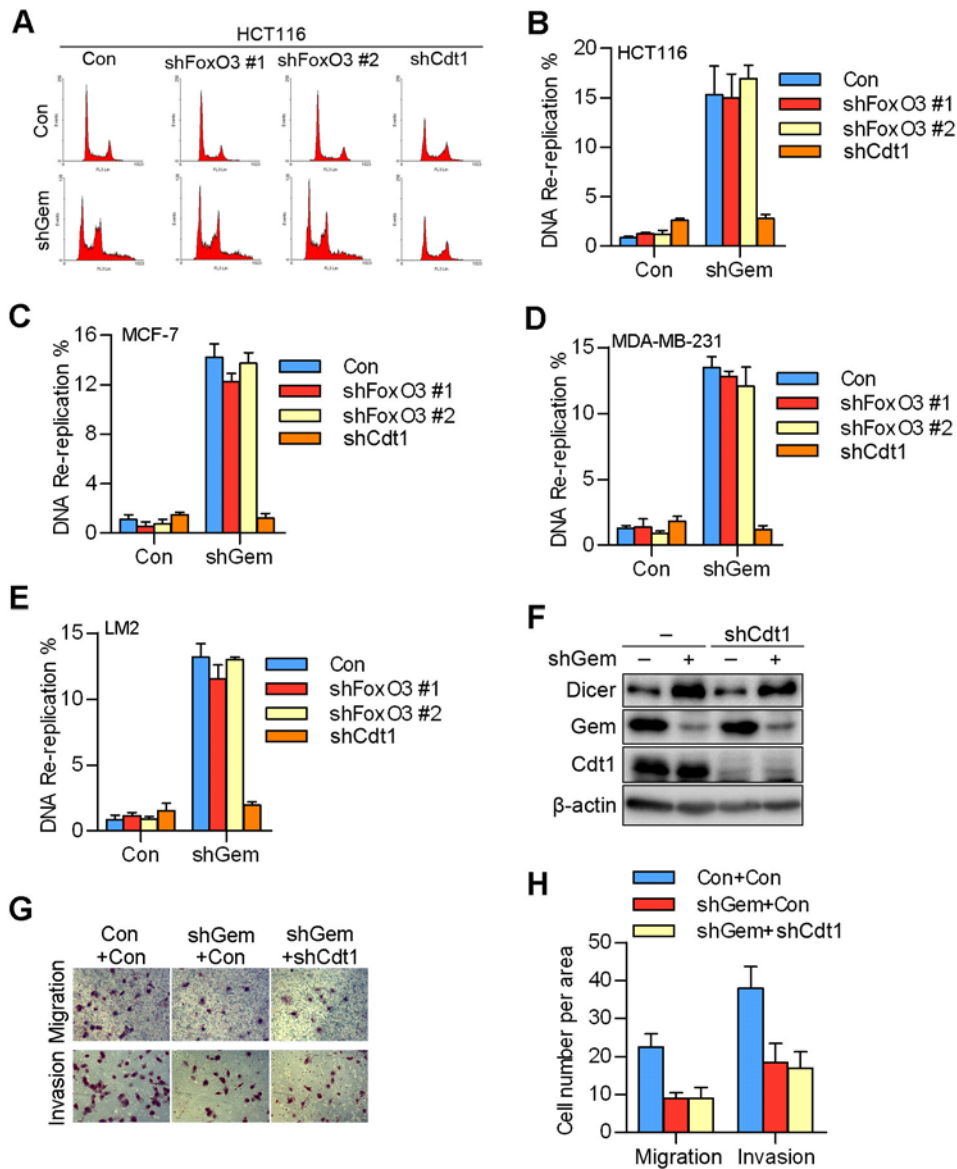 A
HCT116
Con
shFoxO3 #1
shFoxO3 #2
shCdt1
Con
shGem
B
HCT116
DNA Re-replication %
20
15
10
5
0
Con
shGem
Con
shFoxO3 #1
shFoxO3 #2
shCdt1
C
MCF-7
DNA Re-replication %
16
12
8
4
0
Con
shGem
Con
shFoxO3 #1
shFoxO3 #2
shCdt1
D
MDA-MB-231
DNA Re-replication %
15
10
5
0
Con
shGem
Con
shFoxO3 #1
shFoxO3 #2
shCdt1
E
LM2
DNA Re-replication %
15
10
5
0
Con
shGem
Con
shFoxO3 #1
shFoxO3 #2
shCdt1
F
– shCdt1
shGem – + – +
Dicer
Gem
Cdt1
β-actin
G
Con +Con
shGem +Con
shGem +shCdt1
Migration
Invasion
H
Con+Con
shGem+Con
shGem+shCdt1
Cell number per area
50
40
30
20
10
0
Migration
Invasion